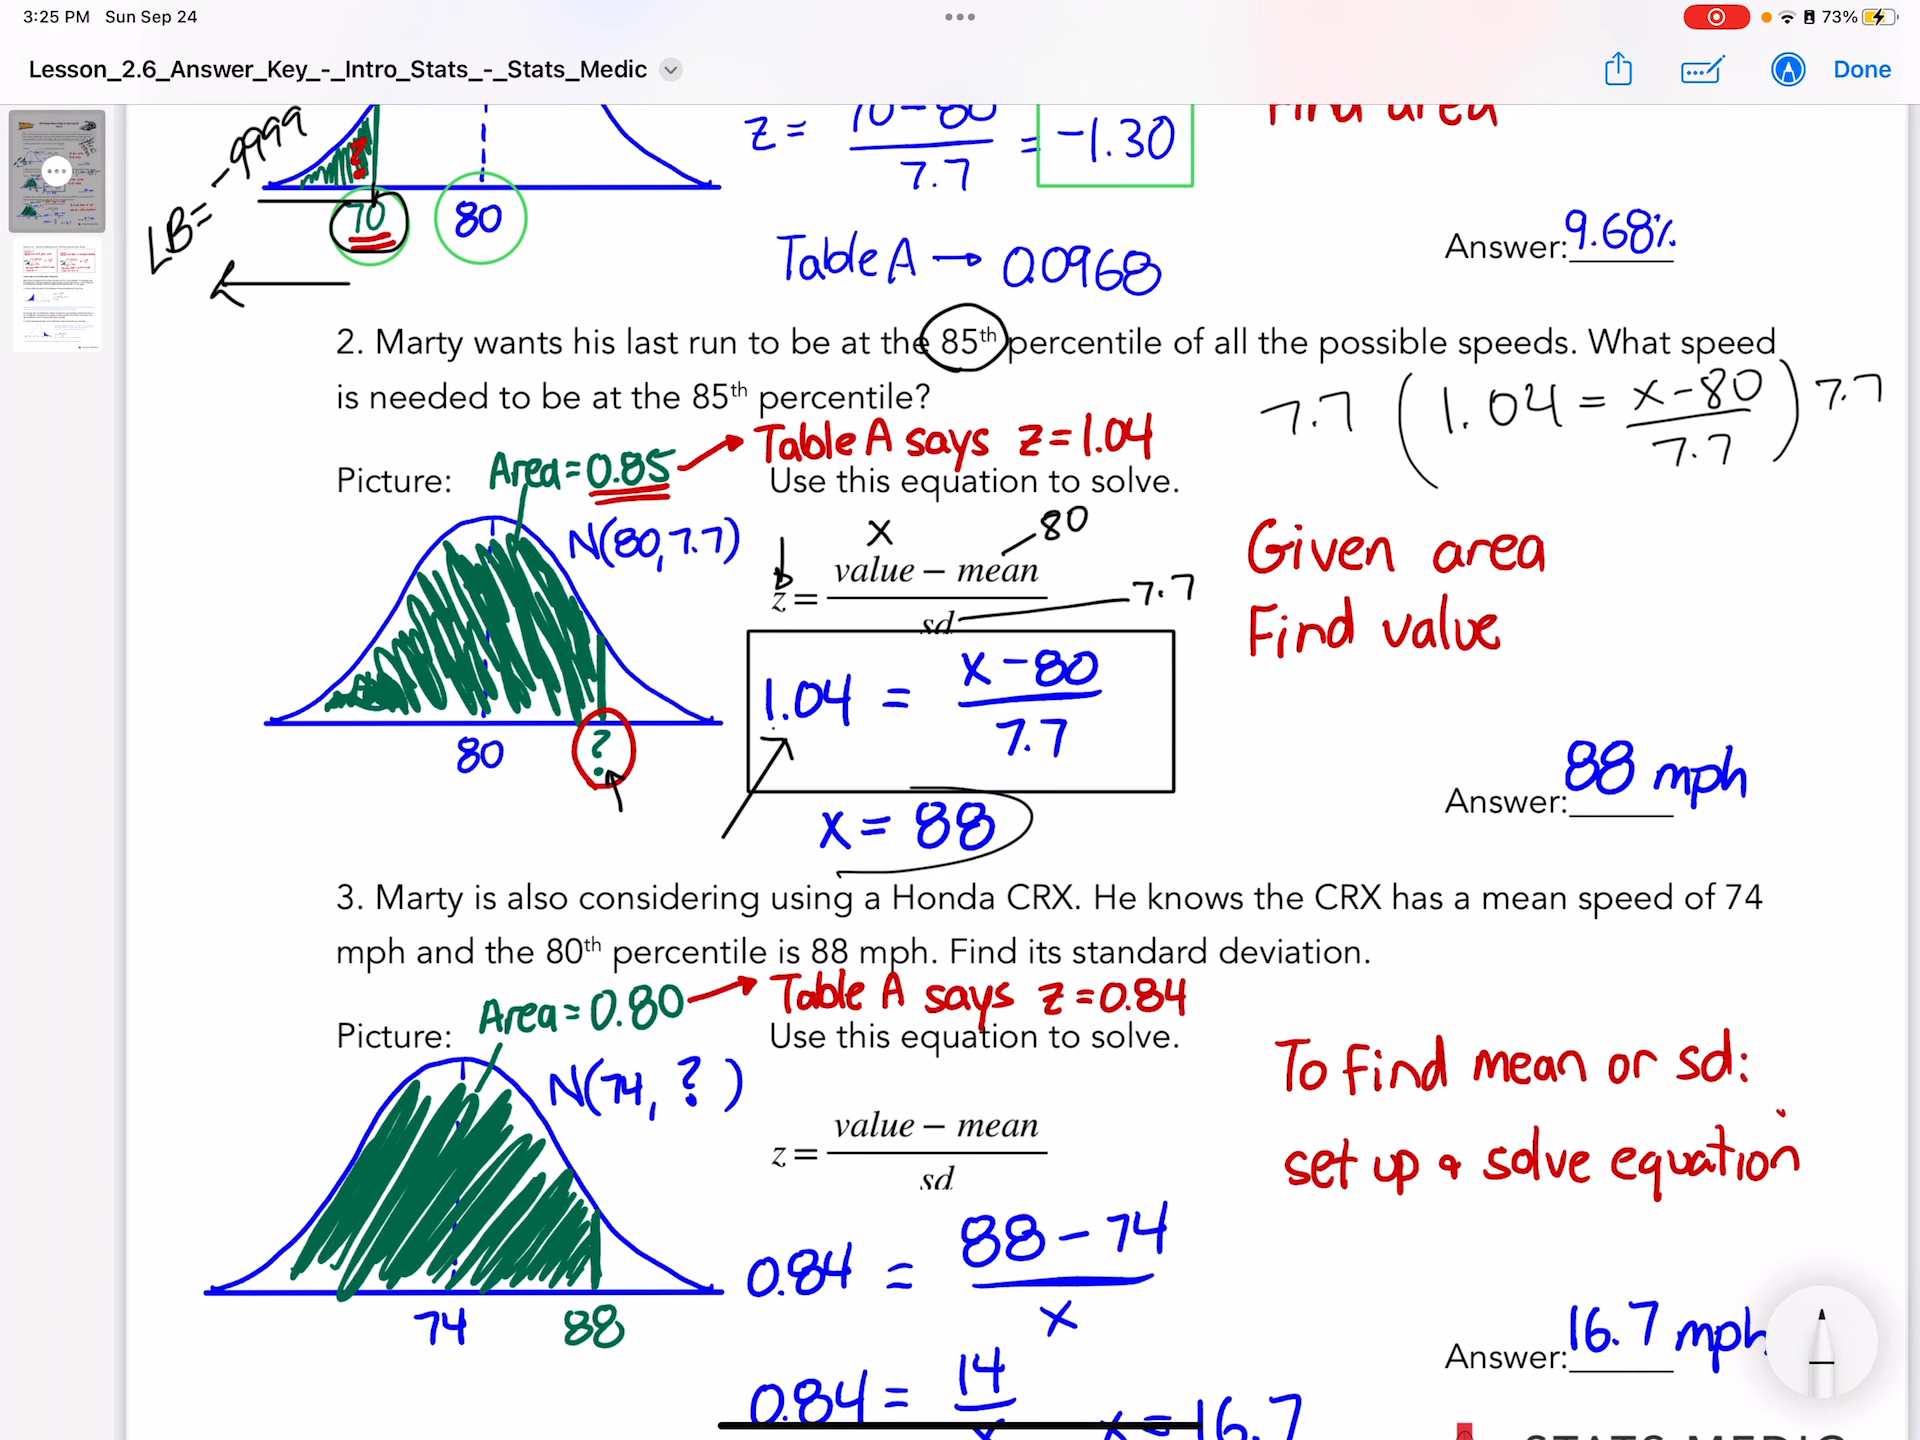 3:25 PM Sun Sep 24
73%
Lesson_2.6_Answer_Key_-_Intro_Stats_-_Stats_Medic
Done
LB= -9999
?
70
80
z = 70-80 / 7.7 = -1.30
Find area
Table A → 0.0968
Answer: 9.68%
2. Marty wants his last run to be at the 85th percentile of all the possible speeds. What speed
is needed to be at the 85th percentile?
7.7 ( 1.04 = x-80 / 7.7 ) 7.7
Area=0.85 → Table A says z=1.04
Picture:
Use this equation to solve.
N(80,7.7)
x
80
z = value – mean / sd
7.7
Given area
Find value
1.04 = x-80 / 7.7
80
?
x = 88
Answer: 88 mph
3. Marty is also considering using a Honda CRX. He knows the CRX has a mean speed of 74
mph and the 80th percentile is 88 mph. Find its standard deviation.
Area=0.80 → Table A says z=0.84
Picture:
Use this equation to solve.
N(74, ?)
z = value – mean / sd
To find mean or sd:
set up & solve equation
0.84 = 88-74 / x
74
88
Answer: 16.7 mph
0.84 = 14 / x
x = 16.7
STATS MEDIC